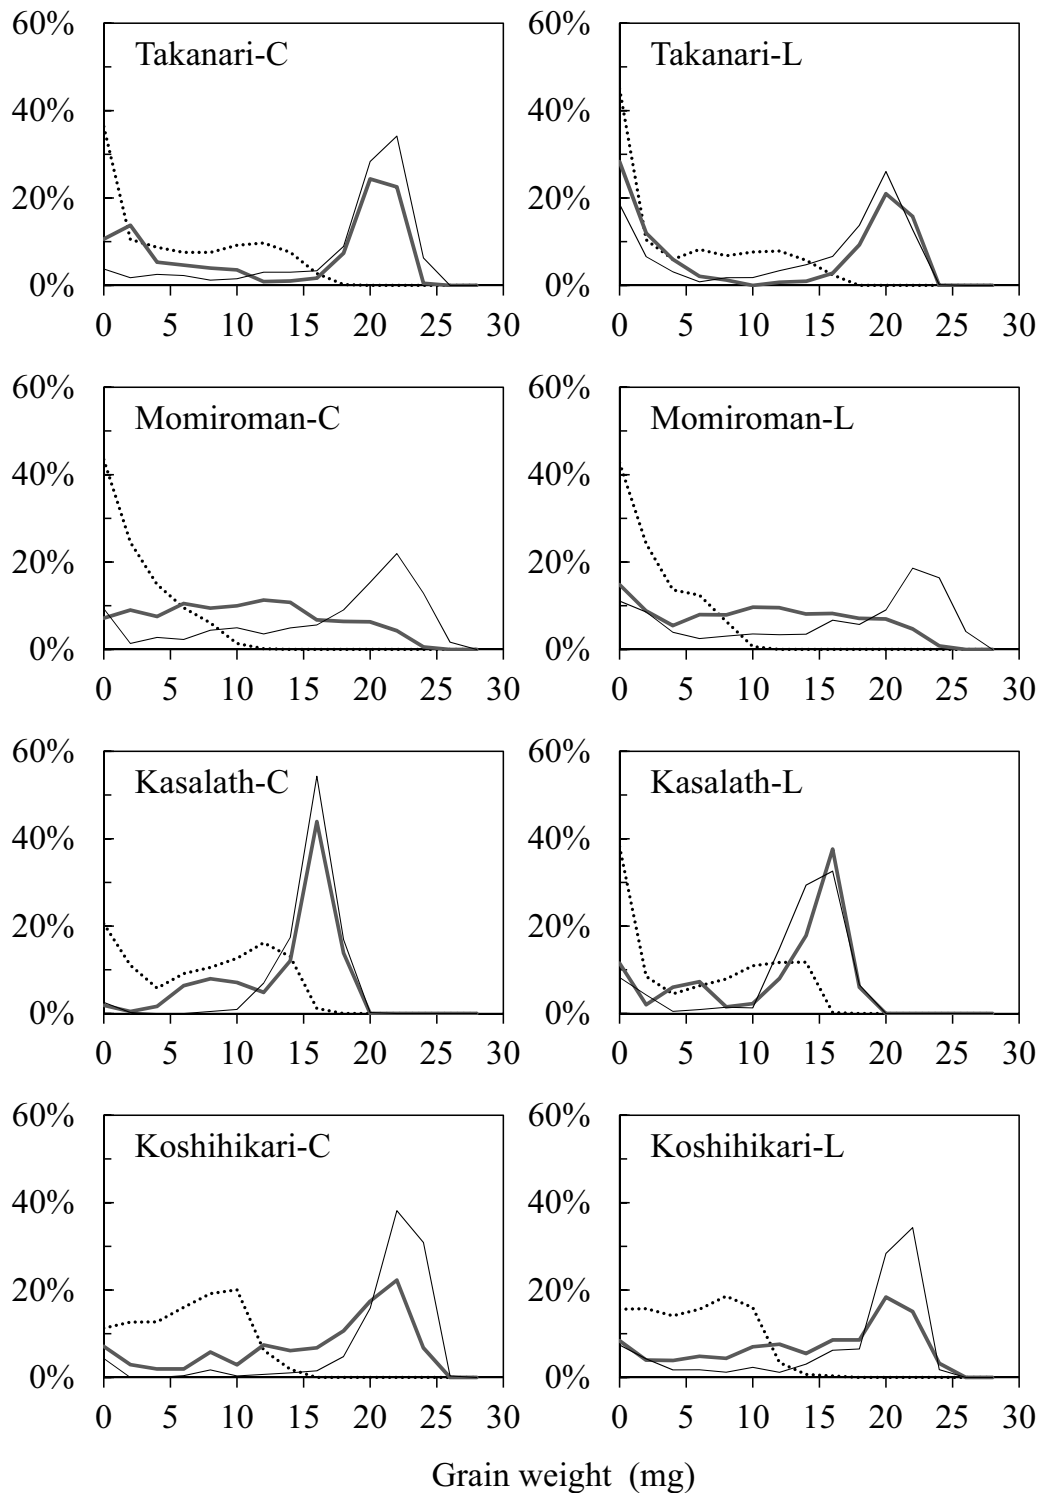 60% 60%
Takanari-C Takanari-L
40% 40%
20% 20%
0% 0%
0 5 10 15 20 25 30 0 5 10 15 20 25 30
60% 60%
Momiroman-C Momiroman-L
40% 40%
20% 20%
0% 0%
0 5 10 15 20 25 30 0 5 10 15 20 25 30
60% 60%
Kasalath-C Kasalath-L
40% 40%
20% 20%
0% 0%
0 5 10 15 20 25 30 0 5 10 15 20 25 30
60% 60%
Koshihikari-C Koshihikari-L
40% 40%
20% 20%
0% 0%
0 5 10 15 20 25 30 0 5 10 15 20 25 30
Grain weight (mg)